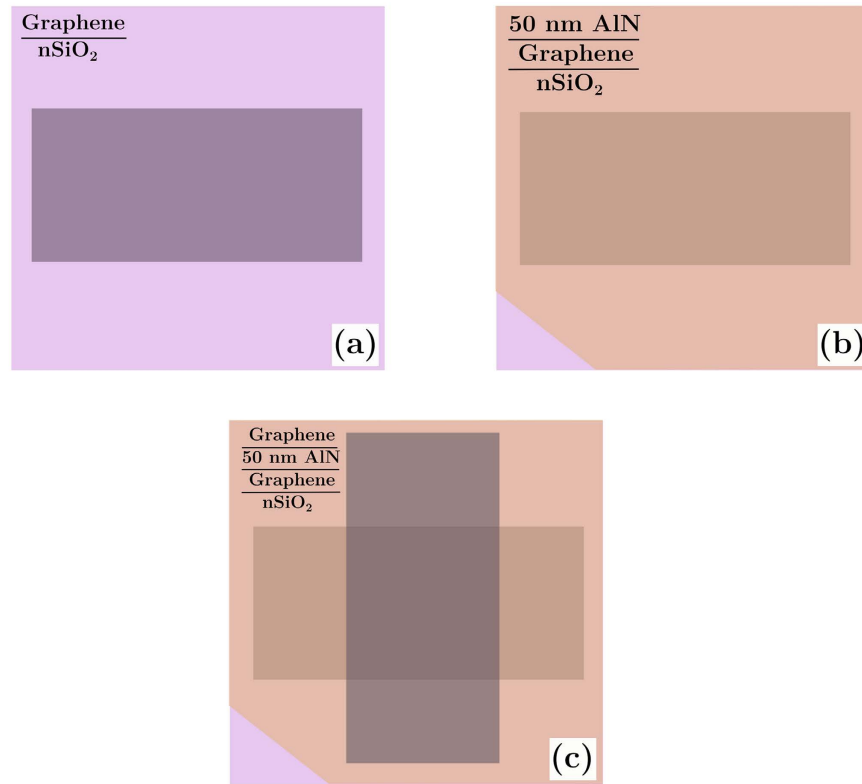 Graphene
nSiO₂
(a)
50 nm AlN
Graphene
nSiO₂
(b)
Graphene
50 nm AlN
Graphene
nSiO₂
(c)